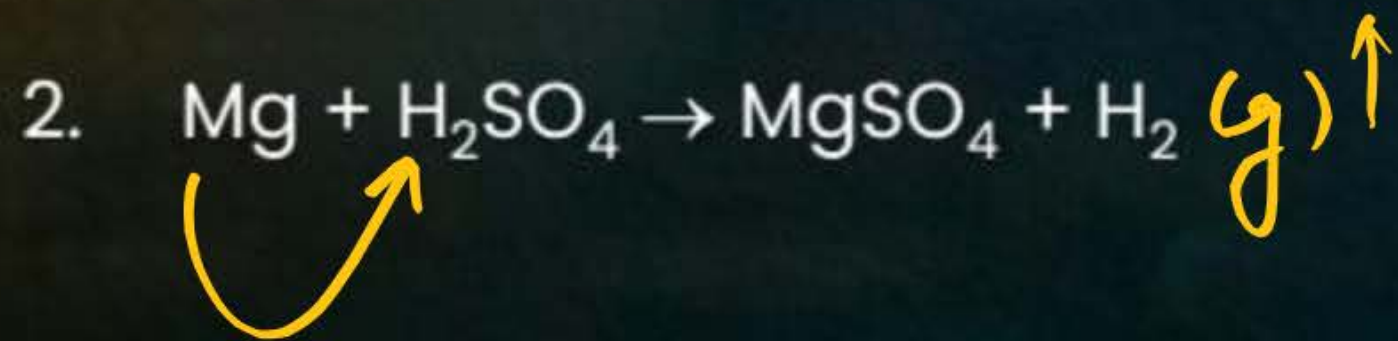 2. Mg + H₂SO₄ → MgSO₄ + H₂ (g) ↑